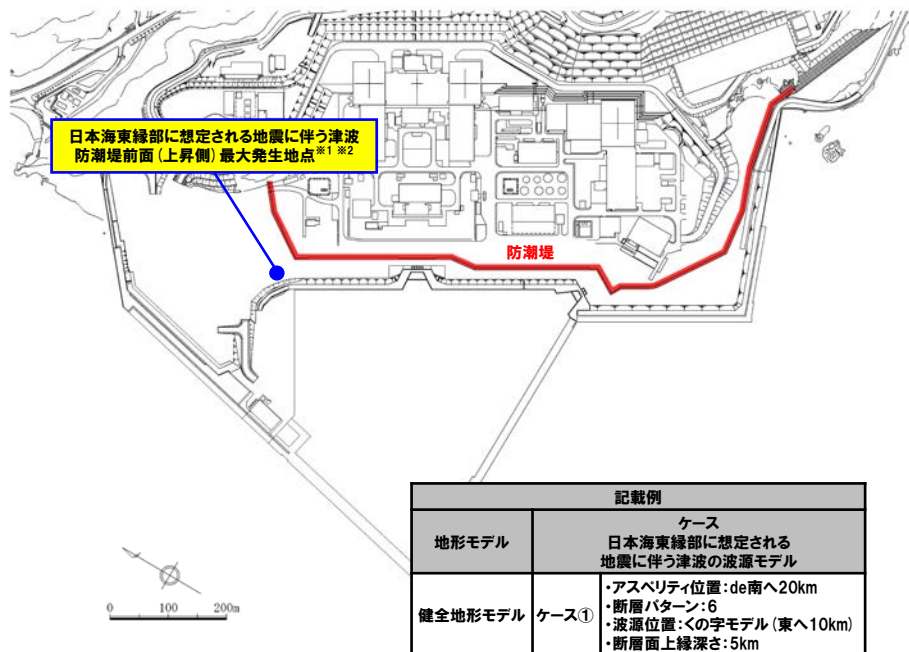 日本海東縁部に想定される地震に伴う津波
防潮堤前面(上昇側)最大発生地点※1 ※2
防潮堤
記載例
地形モデル
ケース
日本海東縁部に想定される
地震に伴う津波の波源モデル
健全地形モデル
ケース①
・アスペリティ位置:de南へ20km
・断層パターン:6
・波源位置:くの字モデル(東へ10km)
・断層面上縁深さ:5km
0 100 200m